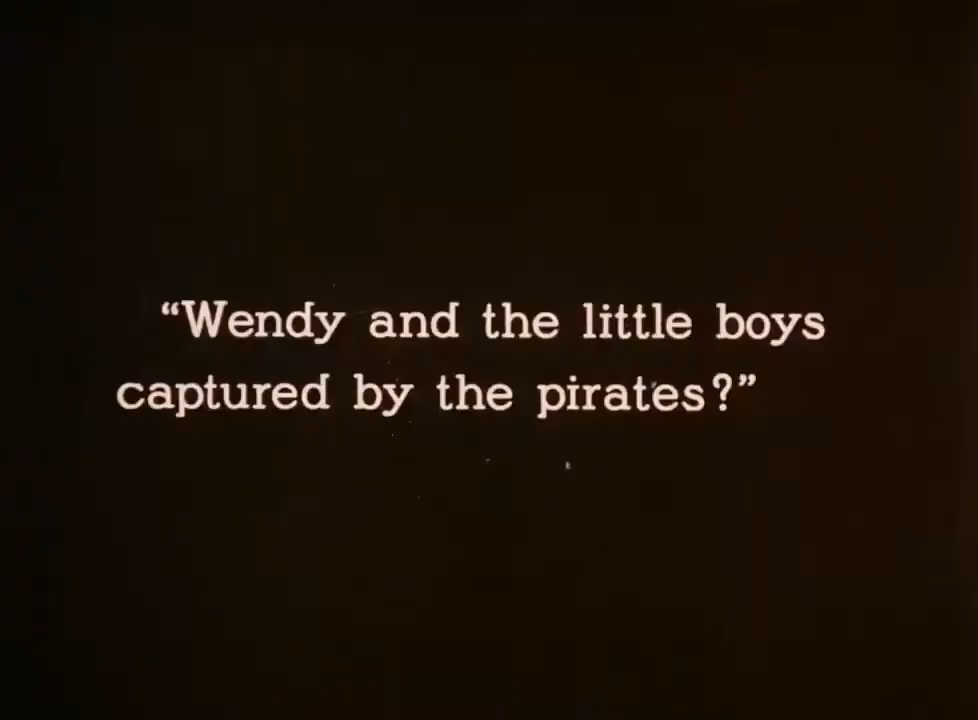 “Wendy and the little boys
captured by the pirates?”